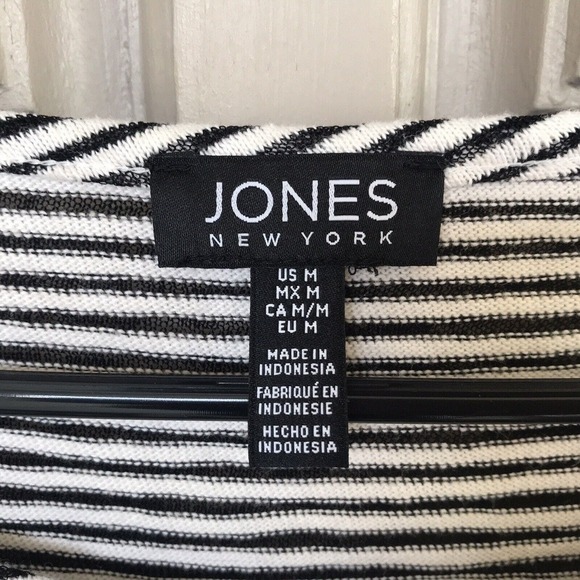 JONES
NEW YORK
US M
MX M
CA M/M
EU M
MADE IN
INDONESIA
FABRIQUÉ EN
INDONESIE
HECHO EN
INDONESIA